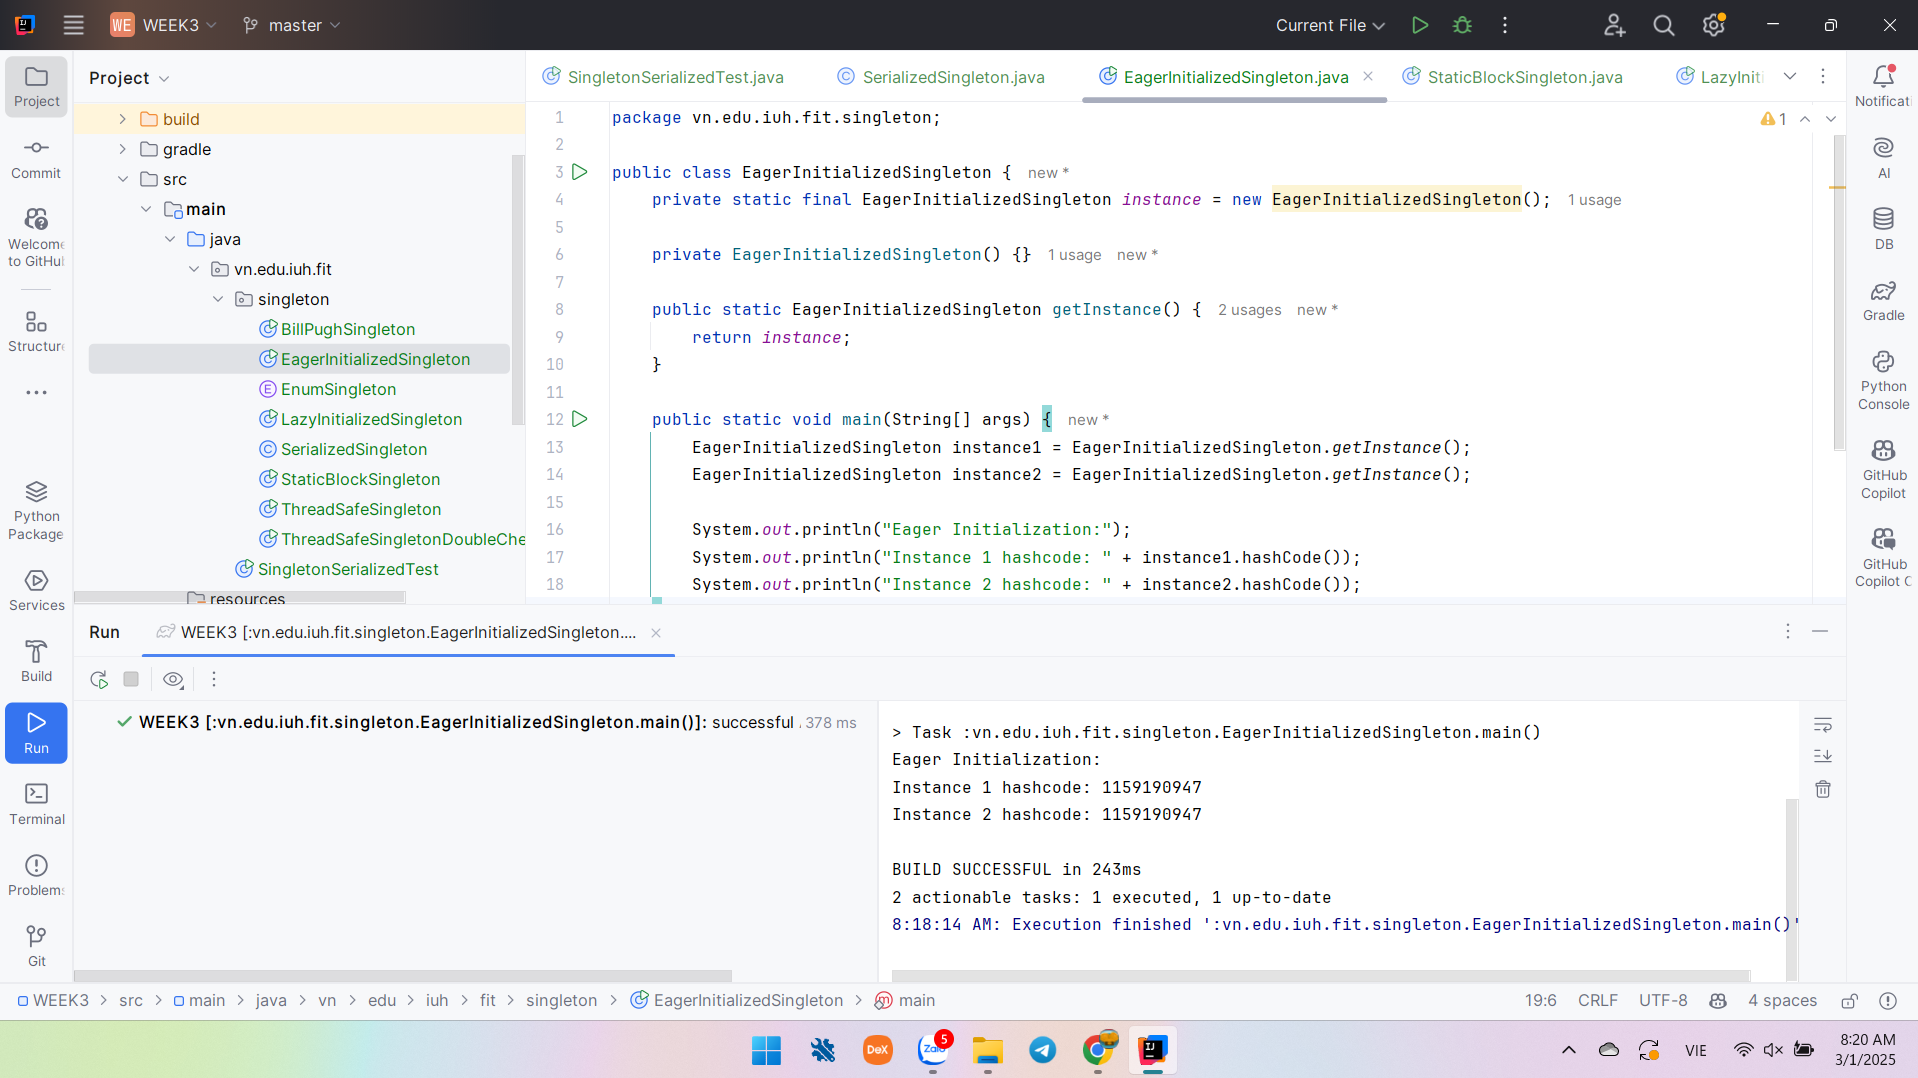 WE WEEK3 master Current File
Project
build
gradle
src
main
java
vn.edu.iuh.fit
singleton
BillPughSingleton
EagerInitializedSingleton
EnumSingleton
LazyInitializedSingleton
SerializedSingleton
StaticBlockSingleton
ThreadSafeSingleton
ThreadSafeSingletonDoubleChe
SingletonSerializedTest
resources
Project
Commit
Welcome
to GitHub
Structure
Python
Package
Services
Build
Run
Terminal
Problems
Git
SingletonSerializedTest.java SerializedSingleton.java EagerInitializedSingleton.java StaticBlockSingleton.java LazyIniti
1 package vn.edu.iuh.fit.singleton; 1
2
3 public class EagerInitializedSingleton { new *
4 private static final EagerInitializedSingleton instance = new EagerInitializedSingleton(); 1 usage
5
6 private EagerInitializedSingleton() {} 1 usage new *
7
8 public static EagerInitializedSingleton getInstance() { 2 usages new *
9 return instance;
10 }
11
12 public static void main(String[] args) { new *
13 EagerInitializedSingleton instance1 = EagerInitializedSingleton.getInstance();
14 EagerInitializedSingleton instance2 = EagerInitializedSingleton.getInstance();
15
16 System.out.println("Eager Initialization:");
17 System.out.println("Instance 1 hashcode: " + instance1.hashCode());
18 System.out.println("Instance 2 hashcode: " + instance2.hashCode());
Notificati
AI
DB
Gradle
Python
Console
GitHub
Copilot
GitHub
Copilot C
Run WEEK3 [:vn.edu.iuh.fit.singleton.EagerInitializedSingleton....
WEEK3 [:vn.edu.iuh.fit.singleton.EagerInitializedSingleton.main()]: successful 378 ms
> Task :vn.edu.iuh.fit.singleton.EagerInitializedSingleton.main()
Eager Initialization:
Instance 1 hashcode: 1159190947
Instance 2 hashcode: 1159190947
BUILD SUCCESSFUL in 243ms
2 actionable tasks: 1 executed, 1 up-to-date
8:18:14 AM: Execution finished ':vn.edu.iuh.fit.singleton.EagerInitializedSingleton.main()'
WEEK3 > src > main > java > vn > edu > iuh > fit > singleton > EagerInitializedSingleton > main 19:6 CRLF UTF-8 4 spaces
DeX Zalo 5 VIE 8:20 AM
3/1/2025